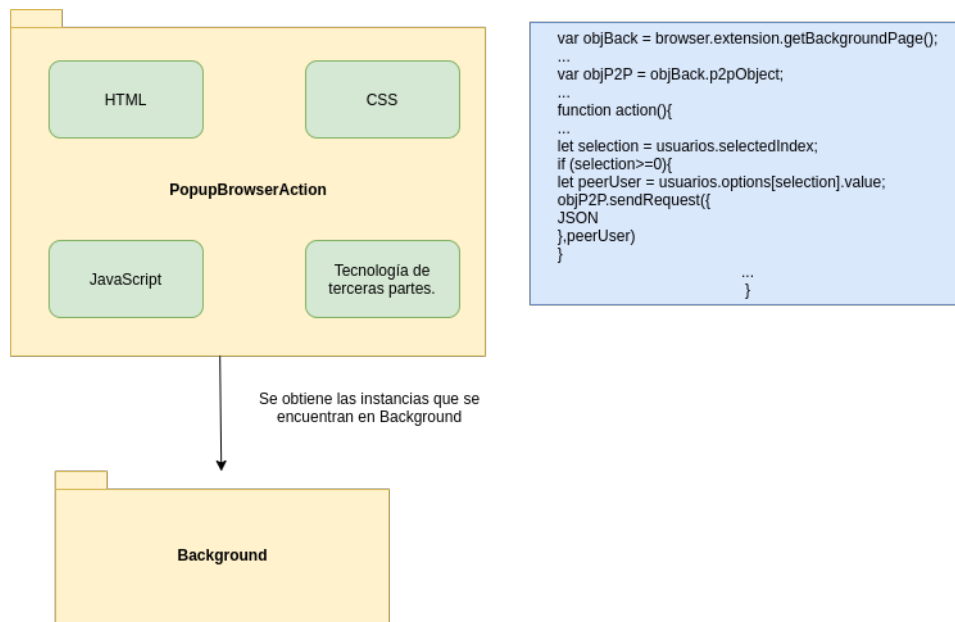 HTML
CSS
PopupBrowserAction
JavaScript
Tecnología de
terceras partes.
var objBack = browser.extension.getBackgroundPage();
...
var objP2P = objBack.p2pObject;
...
function action(){
...
let selection = usuarios.selectedIndex;
if (selection>=0){
let peerUser = usuarios.options[selection].value;
objP2P.sendRequest({
JSON
},peerUser)
}
...
}
Se obtiene las instancias que se
encuentran en Background
Background